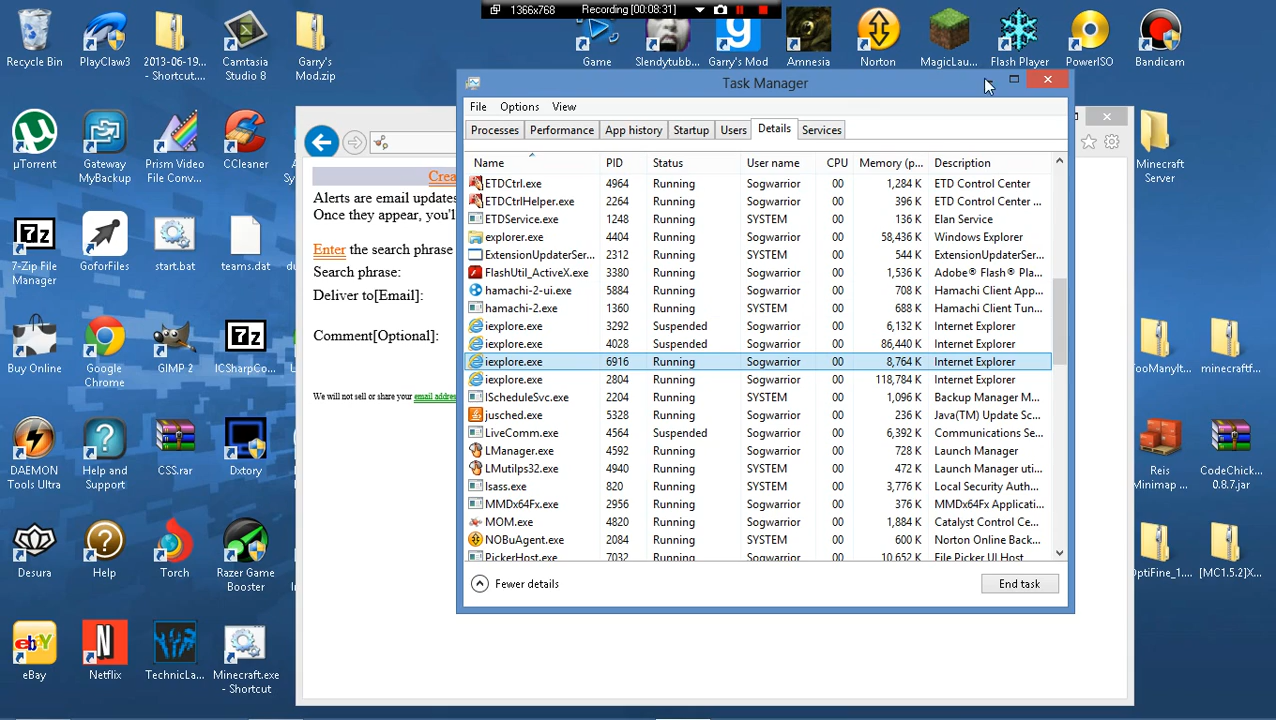 1366x768 Recording [00:08:31]
Recycle Bin
PlayClaw3
2013-06-19...
- Shortcut....
Camtasia
Studio 8
Garry's
Mod.zip
Game
Slendytubb...
Garry's Mod
Amnesia
Norton
MagicLau...
Flash Player
PowerISO
Bandicam
µTorrent
Gateway
MyBackup
Prism Video
File Conv...
CCleaner
7-Zip File
Manager
GoforFiles
start.bat
teams.dat
Buy Online
Google
Chrome
GIMP 2
ICSharpCo...
DAEMON
Tools Ultra
Help and
Support
CSS.rar
Dxtory
Desura
Help
Torch
Razer Game
Booster
eBay
Netflix
TechnicLa...
Minecraft.exe
- Shortcut
Crea
Alerts are email updates
Once they appear, you'l
Enter the search phrase
Search phrase:
Deliver to[Email]:
Comment[Optional]:
We will not sell or share your email addres
Task Manager
File Options View
Processes Performance App history Startup Users Details Services
Name PID Status User name CPU Memory (p... Description
ETDCtrl.exe 4964 Running Sogwarrior 00 1,284 K ETD Control Center
ETDCtrlHelper.exe 2264 Running Sogwarrior 00 396 K ETD Control Center ...
ETDService.exe 1248 Running SYSTEM 00 136 K Elan Service
explorer.exe 4404 Running Sogwarrior 00 58,436 K Windows Explorer
ExtensionUpdaterSer... 2312 Running SYSTEM 00 544 K ExtensionUpdaterSer...
FlashUtil_ActiveX.exe 3380 Running Sogwarrior 00 1,536 K Adobe® Flash® Pla...
hamachi-2-ui.exe 5884 Running Sogwarrior 00 708 K Hamachi Client App...
hamachi-2.exe 1360 Running SYSTEM 00 688 K Hamachi Client Tun...
iexplore.exe 3292 Suspended Sogwarrior 00 6,132 K Internet Explorer
iexplore.exe 4028 Suspended Sogwarrior 00 86,440 K Internet Explorer
iexplore.exe 6916 Running Sogwarrior 00 8,764 K Internet Explorer
iexplore.exe 2804 Running Sogwarrior 00 118,784 K Internet Explorer
IScheduleSvc.exe 2204 Running SYSTEM 00 1,096 K Backup Manager M...
jusched.exe 5328 Running Sogwarrior 00 236 K Java(TM) Update Sc...
LiveComm.exe 4564 Suspended Sogwarrior 00 6,392 K Communications Se...
LManager.exe 4592 Running Sogwarrior 00 728 K Launch Manager
LMutilps32.exe 4940 Running SYSTEM 00 472 K Launch Manager uti...
lsass.exe 820 Running SYSTEM 00 3,776 K Local Security Auth...
MMDx64Fx.exe 2956 Running Sogwarrior 00 376 K MMDx64Fx Applicati...
MOM.exe 4820 Running Sogwarrior 00 1,884 K Catalyst Control Ce...
NOBuAgent.exe 2084 Running SYSTEM 00 600 K Norton Online Back...
PickerHost.exe 7032 Running Sogwarrior 00 10,652 K File Picker UI Host
Fewer details
End task
Minecraft
Server
TooManyIt...
minecraftf...
Reis
Minimap ...
CodeChick...
0.8.7.jar
OptiFine_1....
[MC1.5.2]X...